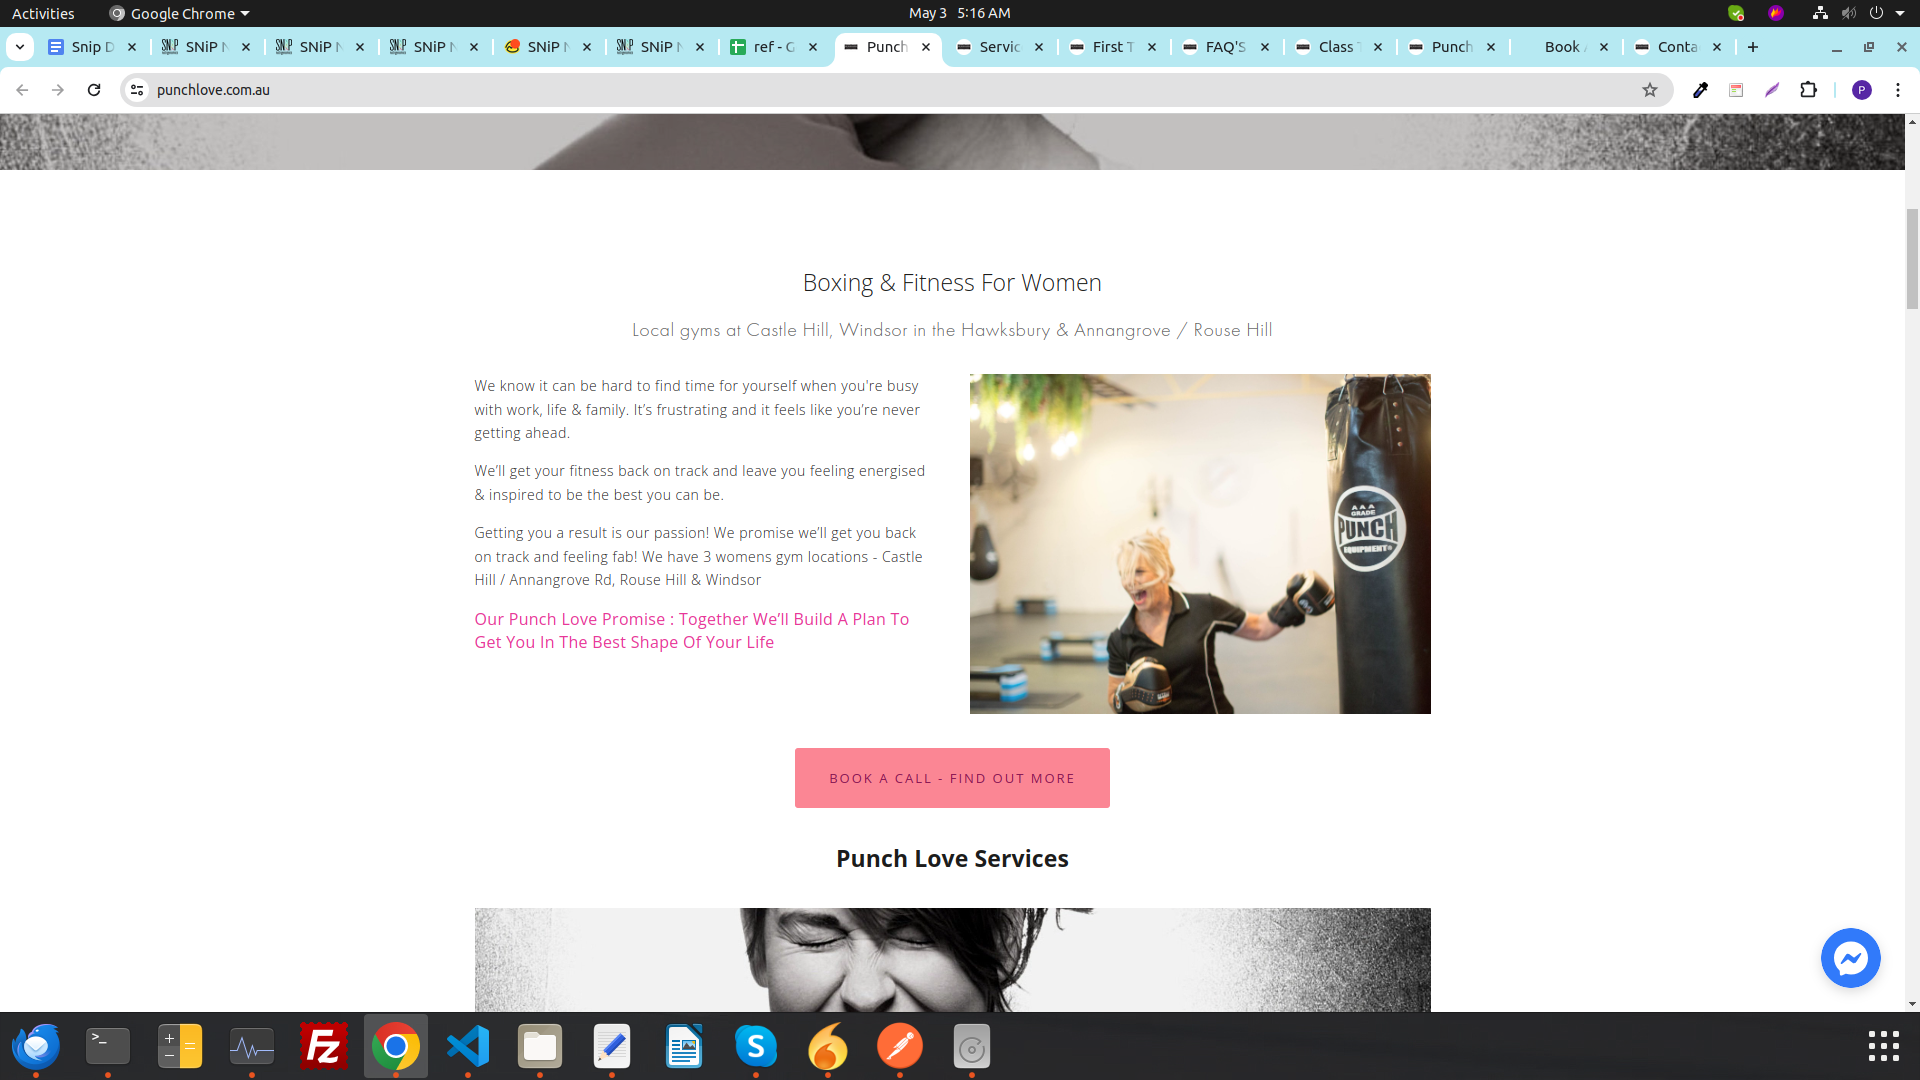 Activities
Google Chrome
May 3 5:16 AM
Snip D
SNiP N
SNiP N
SNiP N
SNiP N
SNiP N
ref - G
Punch
Servic
First T
FAQ'S
Class T
Punch
Book A
Conta
punchlove.com.au
P
Boxing & Fitness For Women
Local gyms at Castle Hill, Windsor in the Hawksbury & Annangrove / Rouse Hill
We know it can be hard to find time for yourself when you're busy
with work, life & family. It’s frustrating and it feels like you’re never
getting ahead.
We’ll get your fitness back on track and leave you feeling energised
& inspired to be the best you can be.
Getting you a result is our passion! We promise we’ll get you back
on track and feeling fab! We have 3 womens gym locations - Castle
Hill / Annangrove Rd, Rouse Hill & Windsor
Our Punch Love Promise : Together We’ll Build A Plan To
Get You In The Best Shape Of Your Life
AAA
GRADE
PUNCH
EQUIPMENT
BOOK A CALL - FIND OUT MORE
Punch Love Services